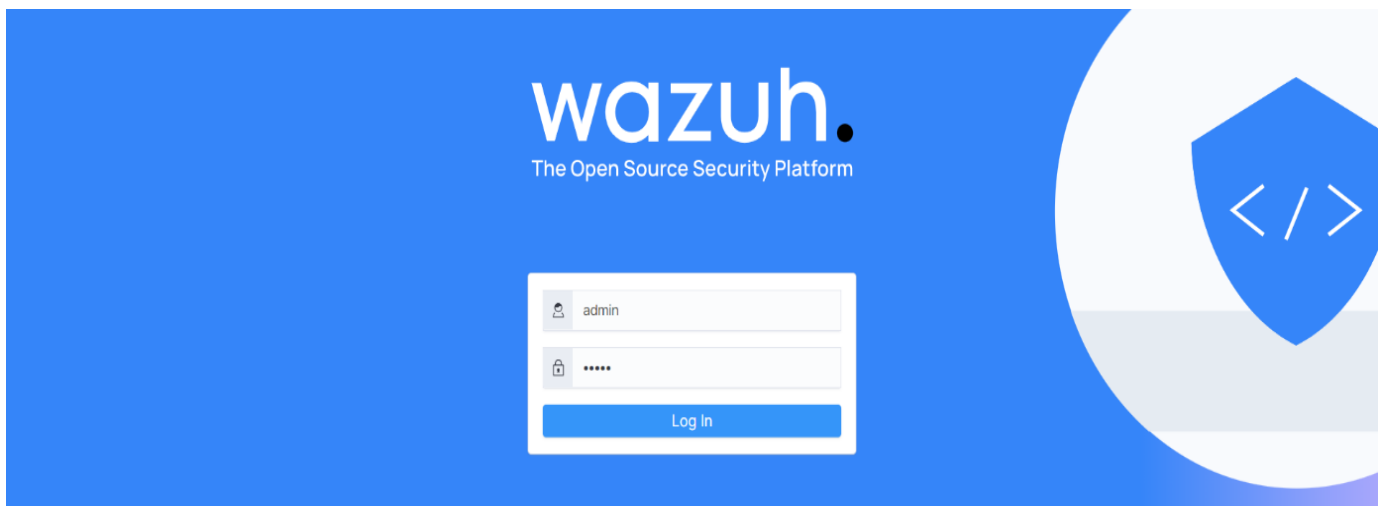 wazuh.
The Open Source Security Platform
admin
•••••
Log In
</ >